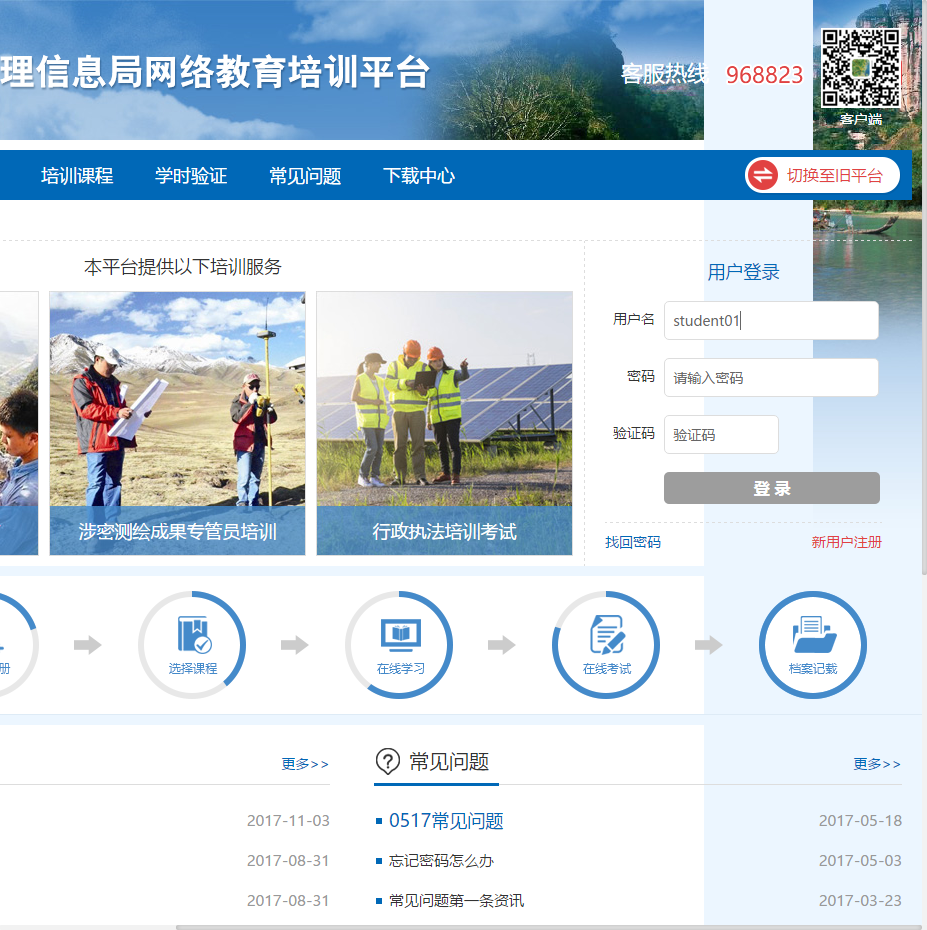 理信息局网络教育培训平台
客服热线 968823
客户端
培训课程 学时验证 常见问题 下载中心 切换至旧平台
本平台提供以下培训服务
涉密测绘成果专管员培训
行政执法培训考试
用户登录
用户名 student01
密码 请输入密码
验证码 验证码
登 录
找回密码 新用户注册
册 选择课程 在线学习 在线考试 档案记载
更多>>
2017-11-03
2017-08-31
2017-08-31
常见问题 更多>>
0517常见问题 2017-05-18
忘记密码怎么办 2017-05-03
常见问题第一条资讯 2017-03-23